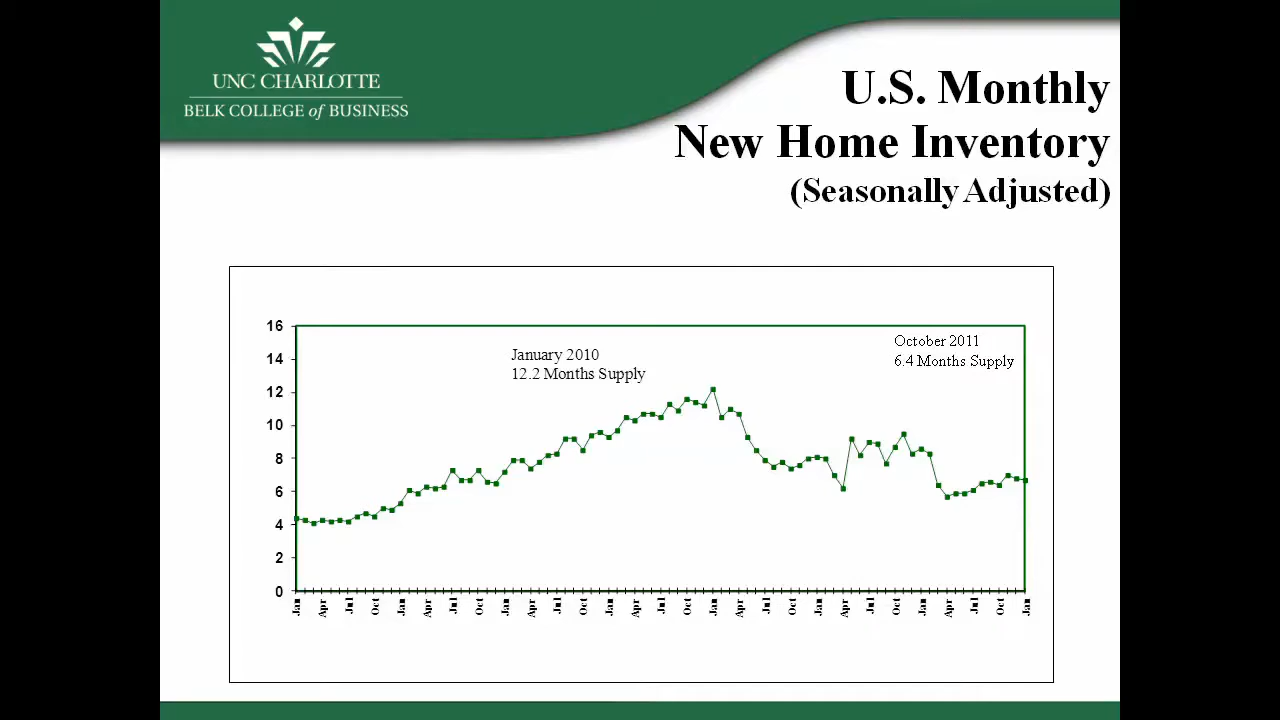 UNC CHARLOTTE
BELK COLLEGE of BUSINESS
U.S. Monthly
New Home Inventory
(Seasonally Adjusted)
16
14
12
10
8
6
4
2
0
January 2010
12.2 Months Supply
October 2011
6.4 Months Supply
Jan Apr Jul Oct Jan Apr Jul Oct Jan Apr Jul Oct Jan Apr Jul Oct Jan Apr Jul Oct Jan Apr Jul Oct Jan Apr Jul Oct Jan